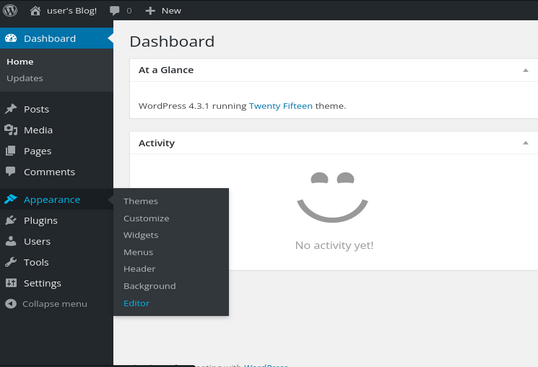 user's Blog! 0 New
Dashboard
Home
Updates
Posts
Media
Pages
Comments
Appearance
Plugins
Users
Tools
Settings
Collapse menu
Themes
Customize
Widgets
Menus
Header
Background
Editor
Dashboard
At a Glance
WordPress 4.3.1 running Twenty Fifteen theme.
Activity
No activity yet!
with WordPress